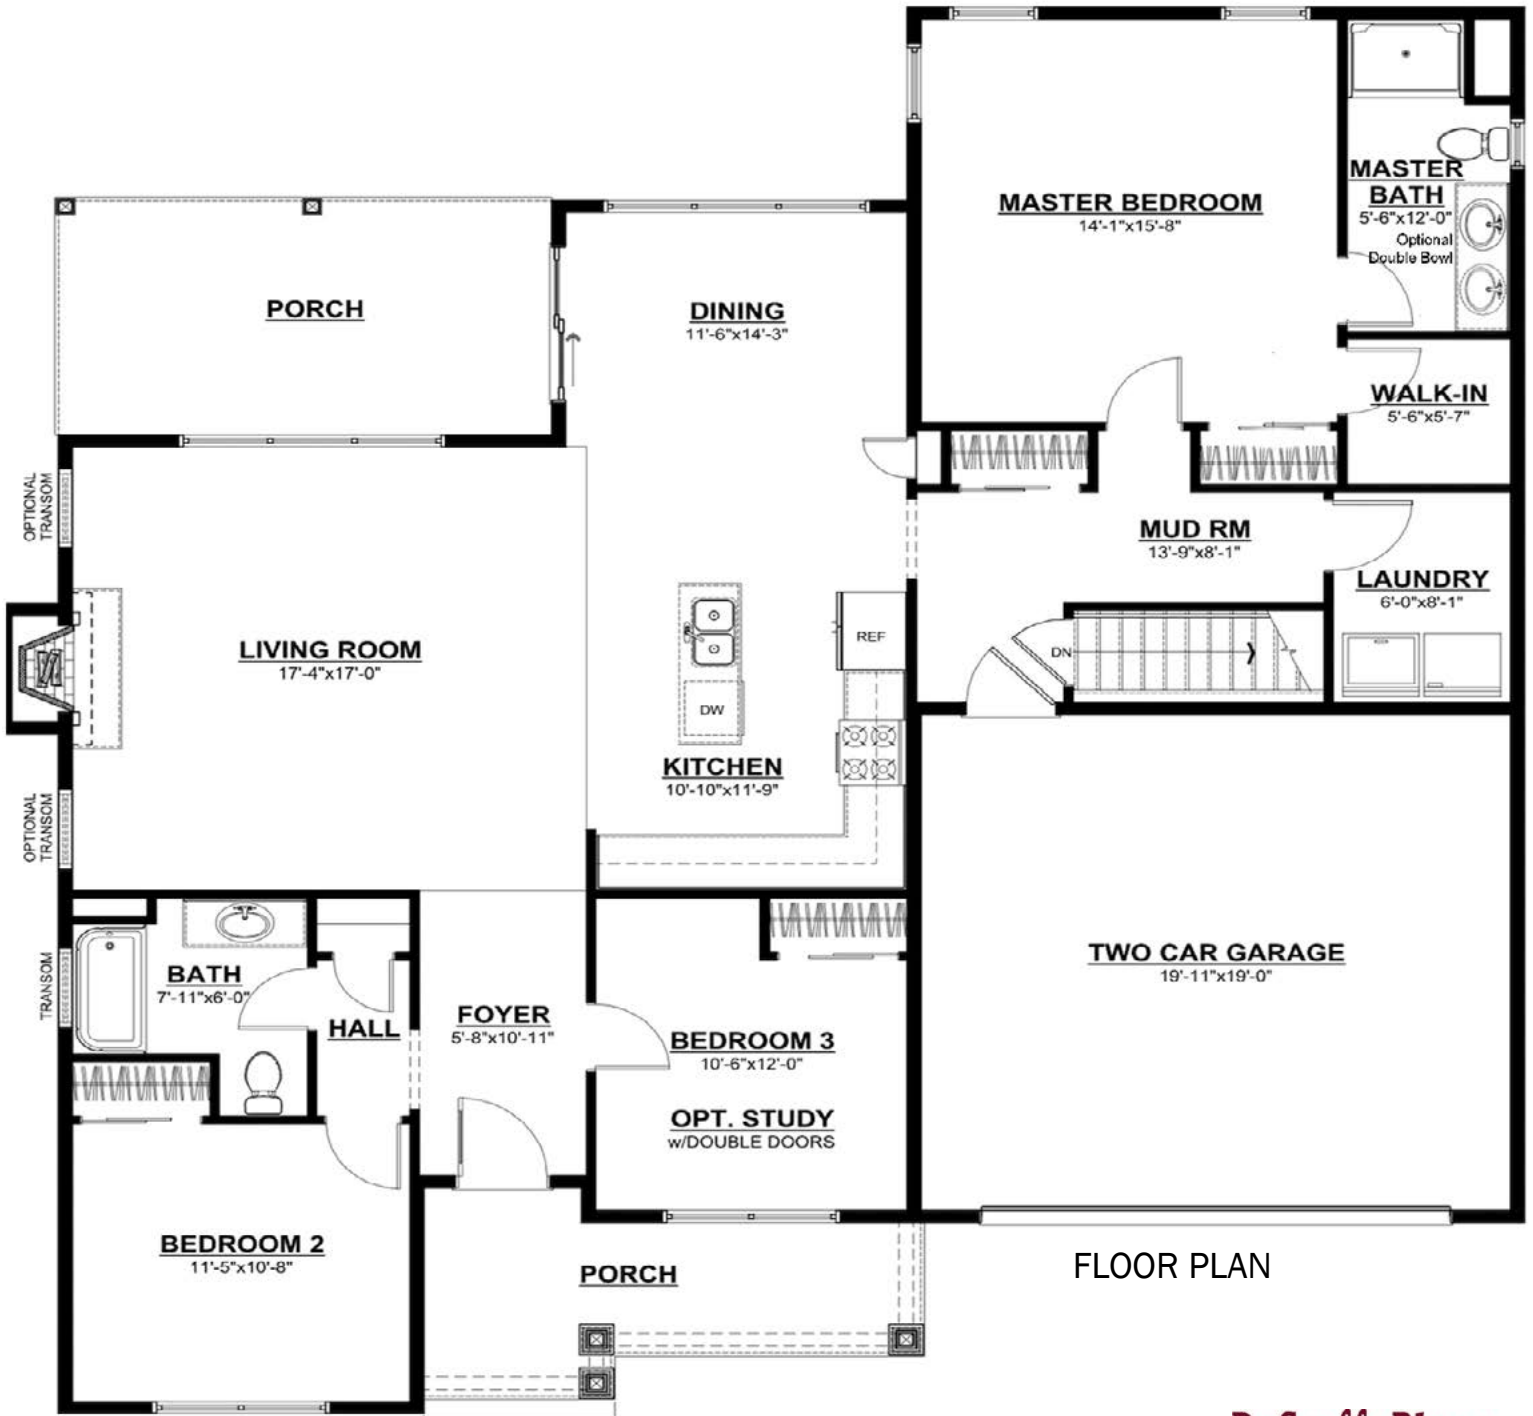 MASTER BEDROOM
14'-1"x15'-8"
MASTER
BATH
5'-6"x12'-0"
Optional
Double Bowl
PORCH
DINING
11'-6"x14'-3"
WALK-IN
5'-6"x5'-7"
OPTIONAL
TRANSOM
MUD RM
13'-9"x8'-1"
LAUNDRY
6'-0"x8'-1"
LIVING ROOM
17'-4"x17'-0"
REF
DN
DW
KITCHEN
10'-10"x11'-9"
OPTIONAL
TRANSOM
TWO CAR GARAGE
19'-11"x19'-0"
TRANSOM
BATH
7'-11"x6'-0"
HALL
FOYER
5'-8"x10'-11"
BEDROOM 3
10'-6"x12'-0"
OPT. STUDY
w/DOUBLE DOORS
BEDROOM 2
11'-5"x10'-8"
PORCH
FLOOR PLAN